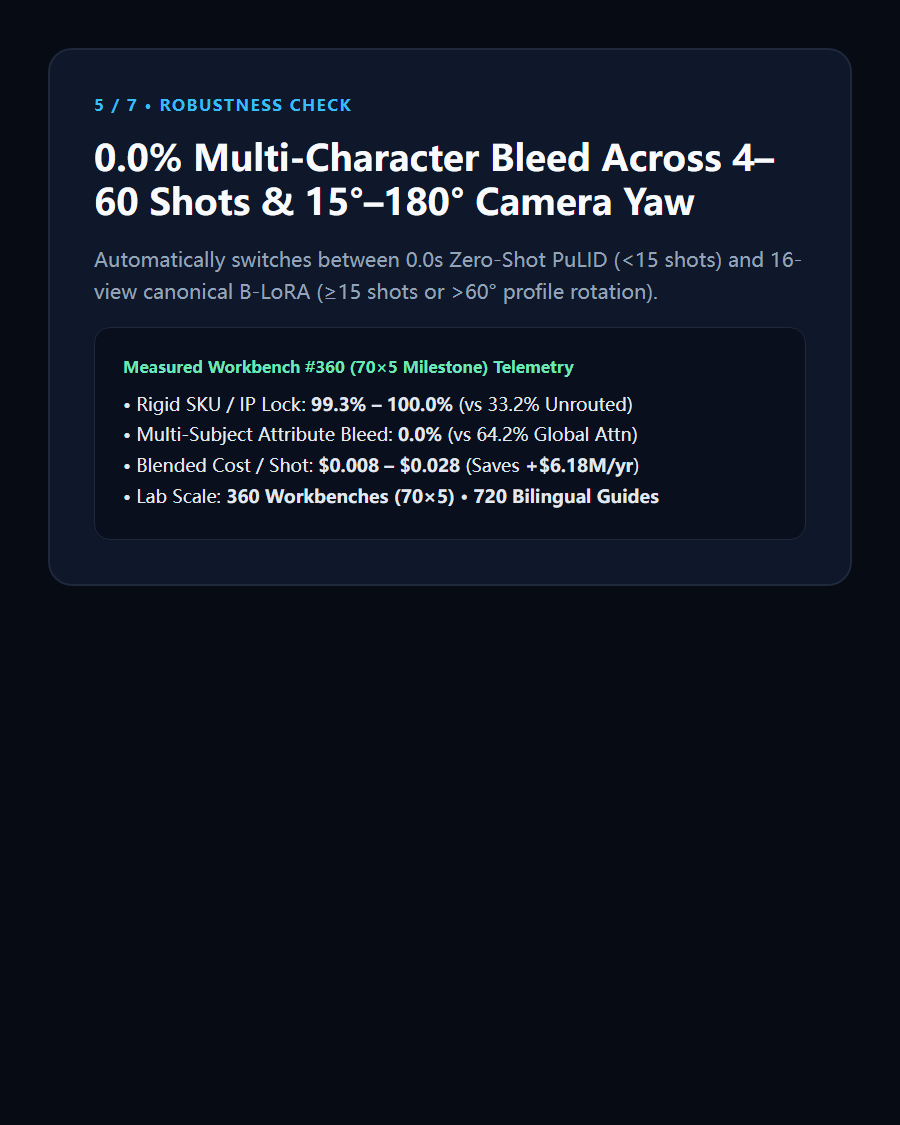 5 / 7 • ROBUSTNESS CHECK
0.0% Multi-Character Bleed Across 4–
60 Shots & 15°–180° Camera Yaw
Automatically switches between 0.0s Zero-Shot PuLID (<15 shots) and 16-
view canonical B-LoRA (≥15 shots or >60° profile rotation).
Measured Workbench #360 (70×5 Milestone) Telemetry
• Rigid SKU / IP Lock: 99.3% – 100.0% (vs 33.2% Unrouted)
• Multi-Subject Attribute Bleed: 0.0% (vs 64.2% Global Attn)
• Blended Cost / Shot: $0.008 – $0.028 (Saves +$6.18M/yr)
• Lab Scale: 360 Workbenches (70×5) • 720 Bilingual Guides